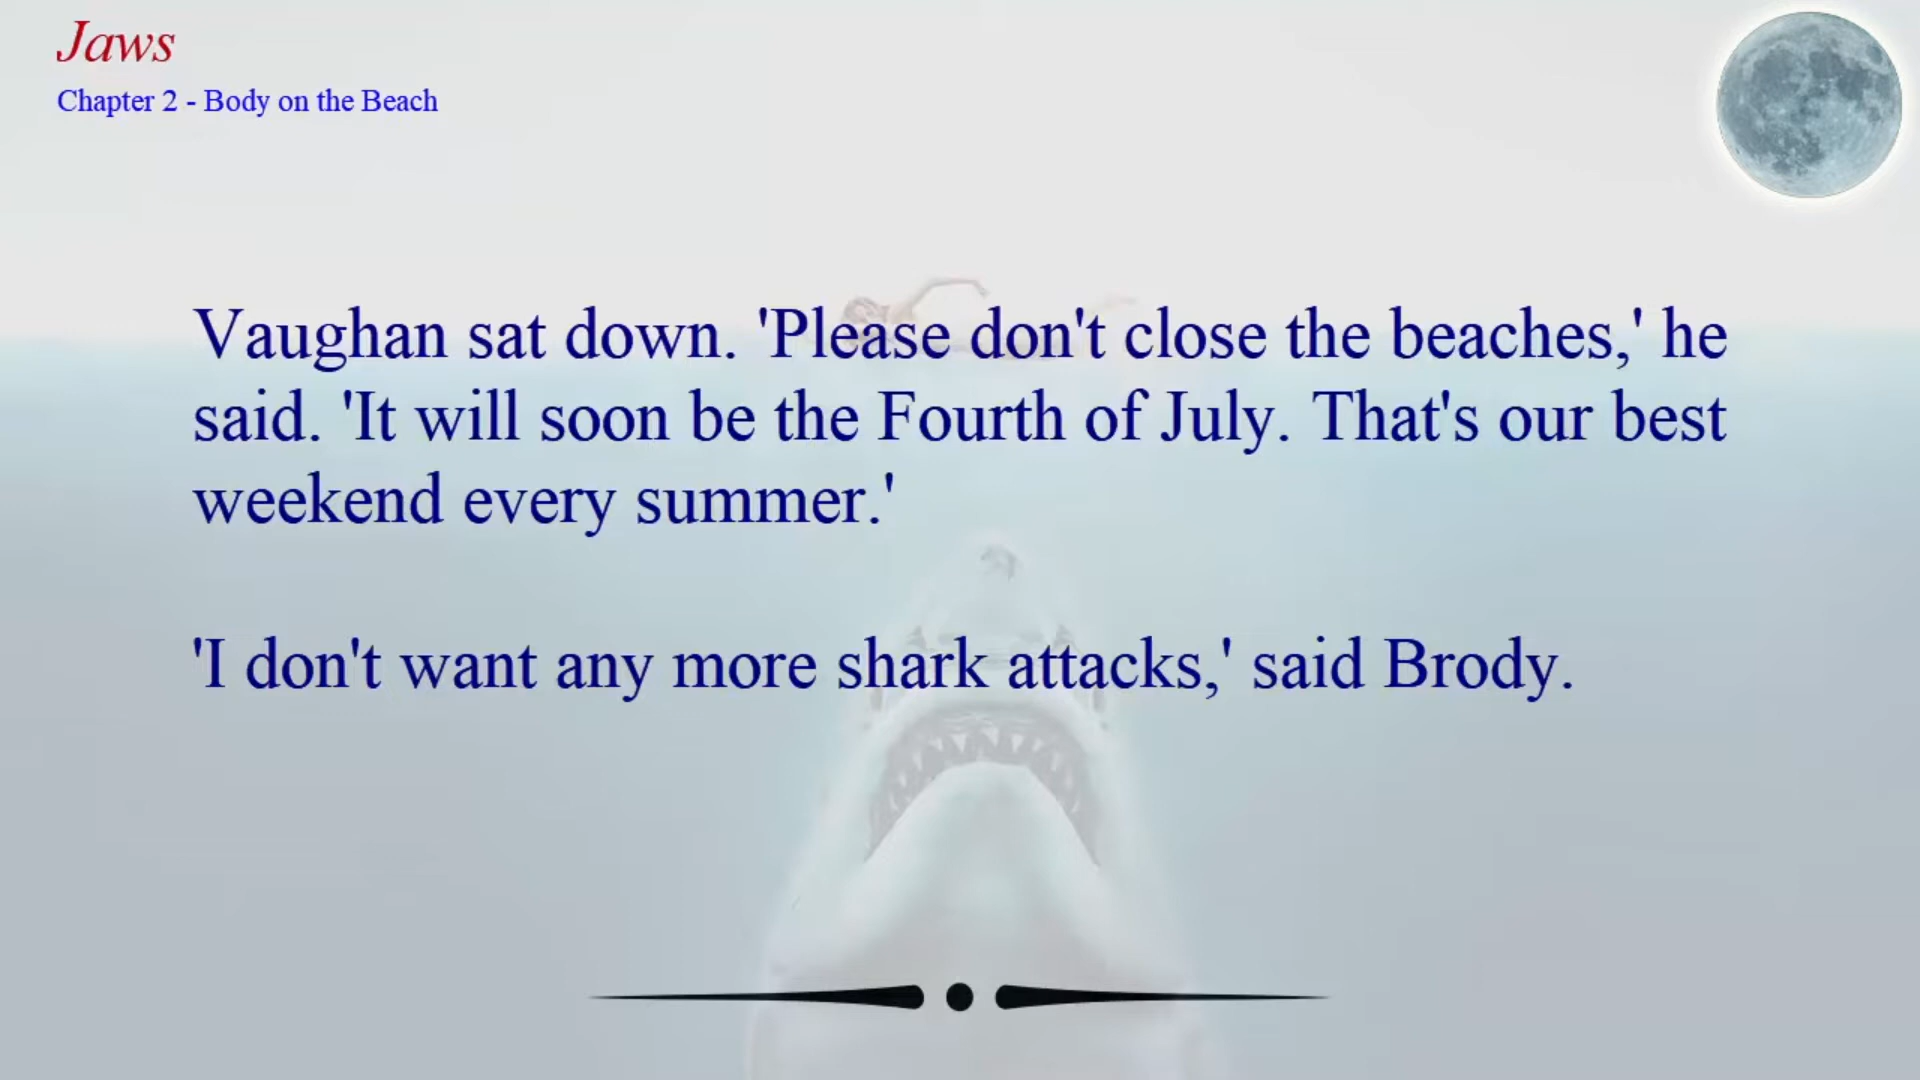 Jaws
Chapter 2 - Body on the Beach
Vaughan sat down. 'Please don't close the beaches,' he
said. 'It will soon be the Fourth of July. That's our best
weekend every summer.'
'I don't want any more shark attacks,' said Brody.